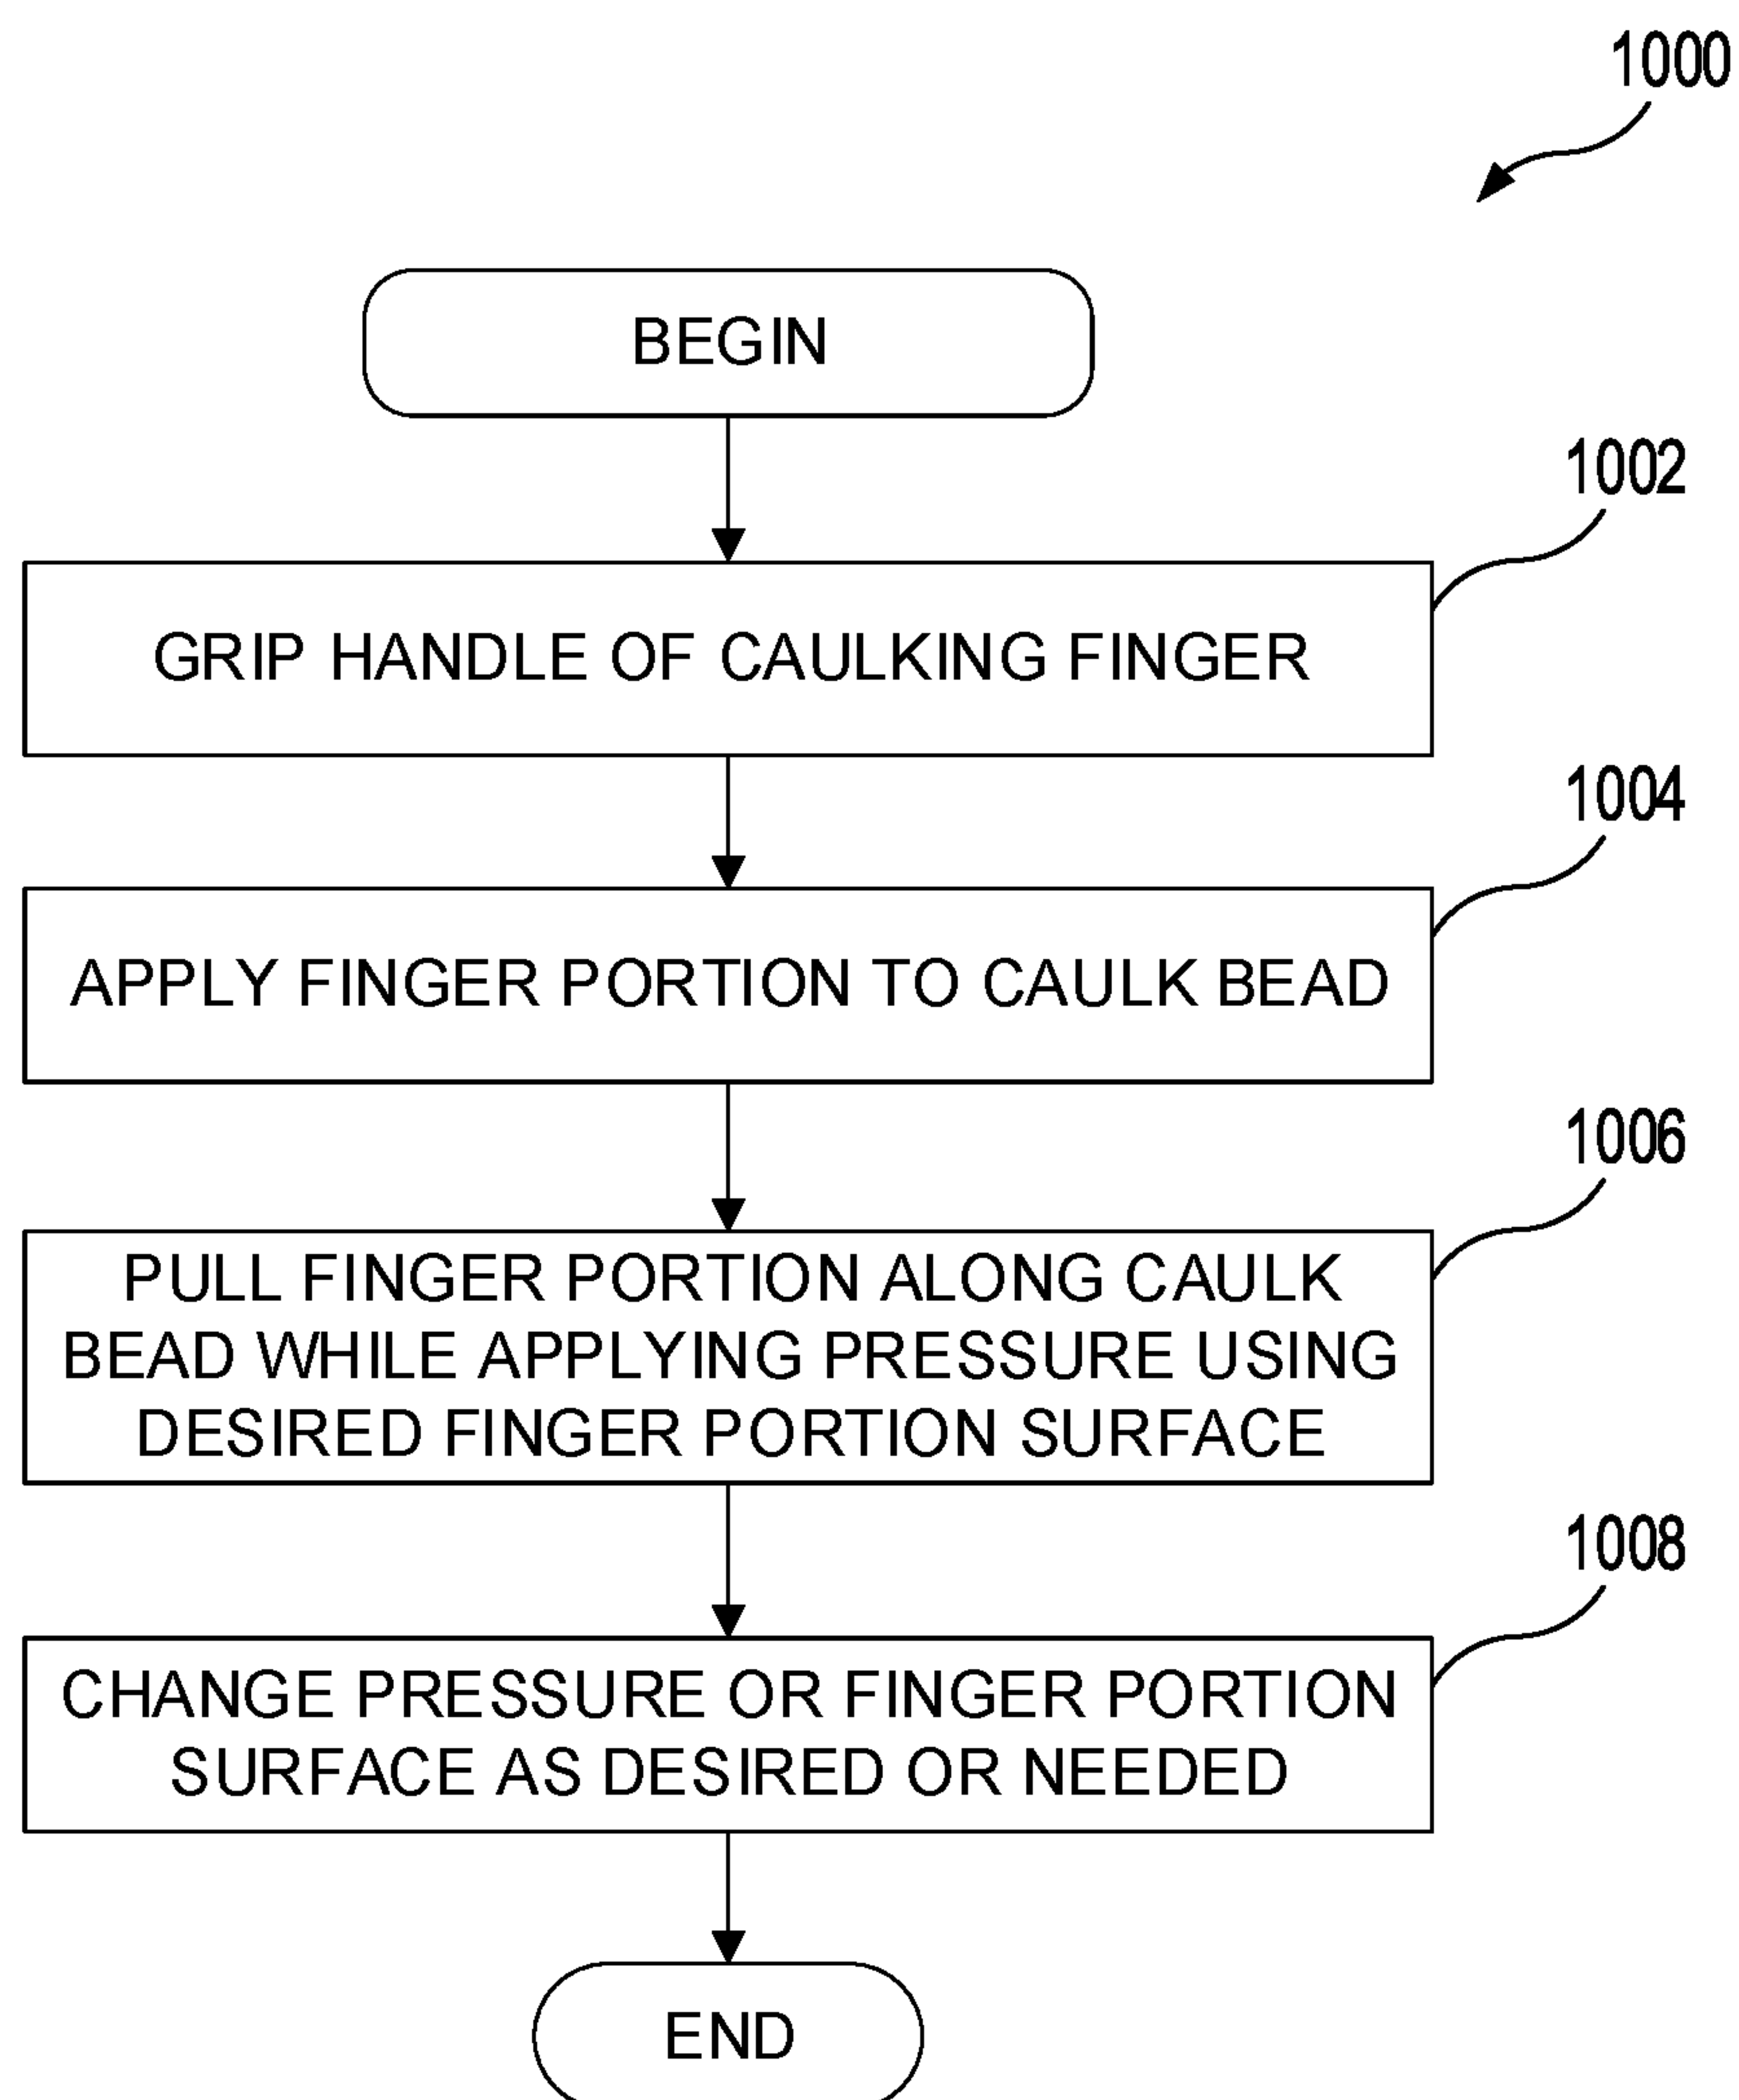 1000
BEGIN
1002
GRIP HANDLE OF CAULKING FINGER
1004
APPLY FINGER PORTION TO CAULK BEAD
1006
PULL FINGER PORTION ALONG CAULK
BEAD WHILE APPLYING PRESSURE USING
DESIRED FINGER PORTION SURFACE
1008
CHANGE PRESSURE OR FINGER PORTION
SURFACE AS DESIRED OR NEEDED
END